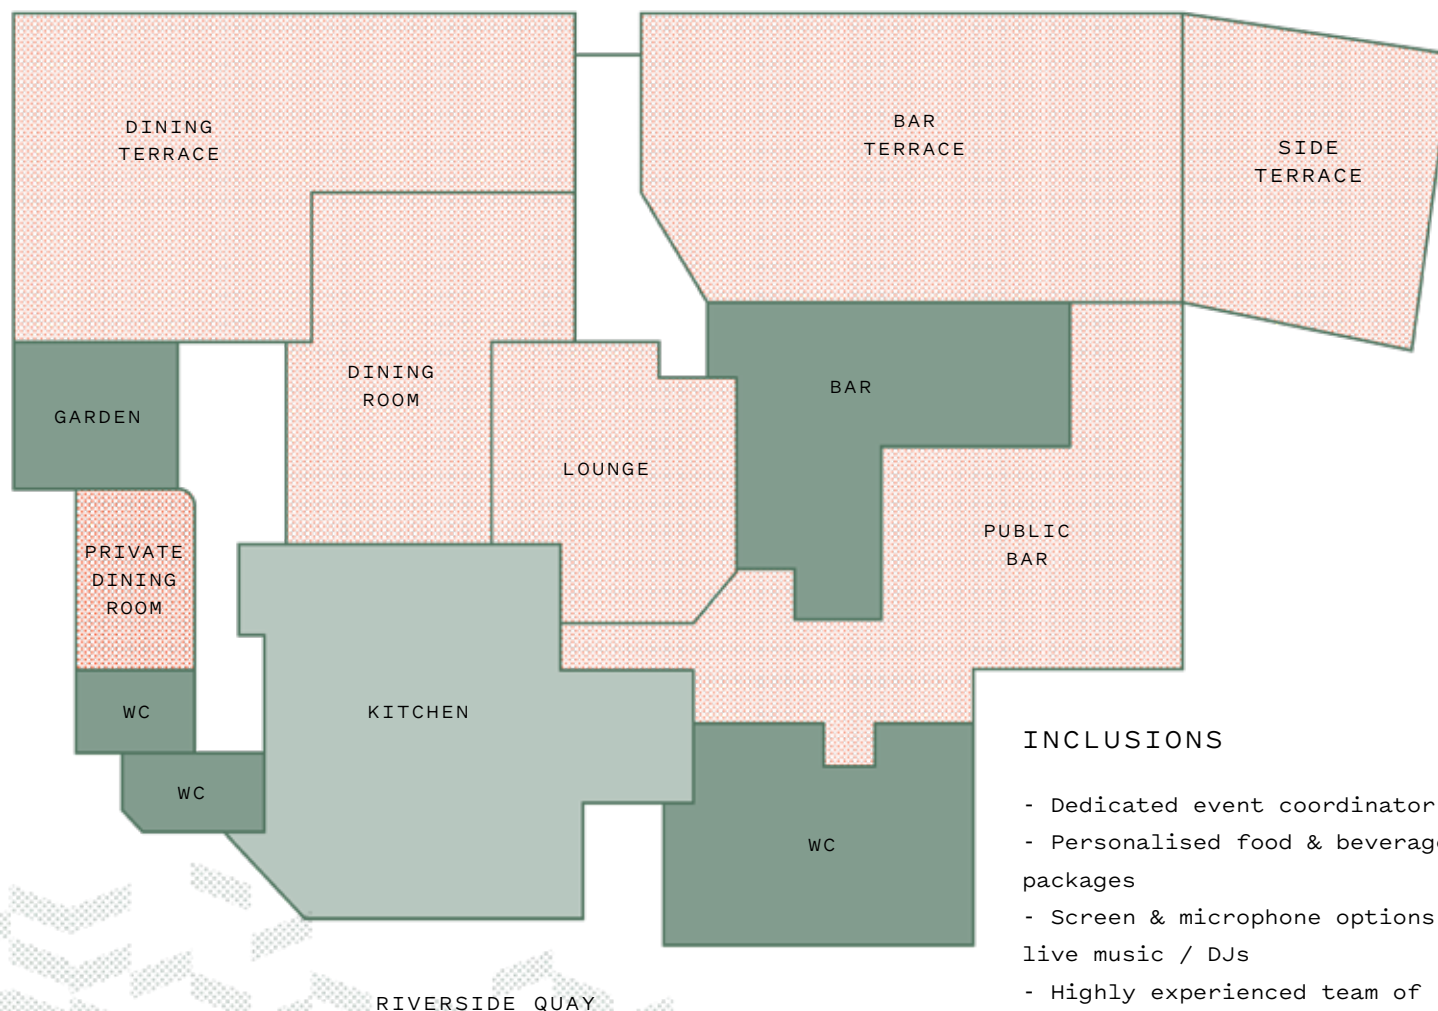 DINING
TERRACE
BAR
TERRACE
SIDE
TERRACE
DINING
ROOM
GARDEN
BAR
LOUNGE
PUBLIC
BAR
PRIVATE
DINING
ROOM
WC
KITCHEN
WC
WC
INCLUSIONS
- Dedicated event coordinator
- Personalised food & beverage
packages
- Screen & microphone options
live music / DJs
- Highly experienced team of
RIVERSIDE QUAY